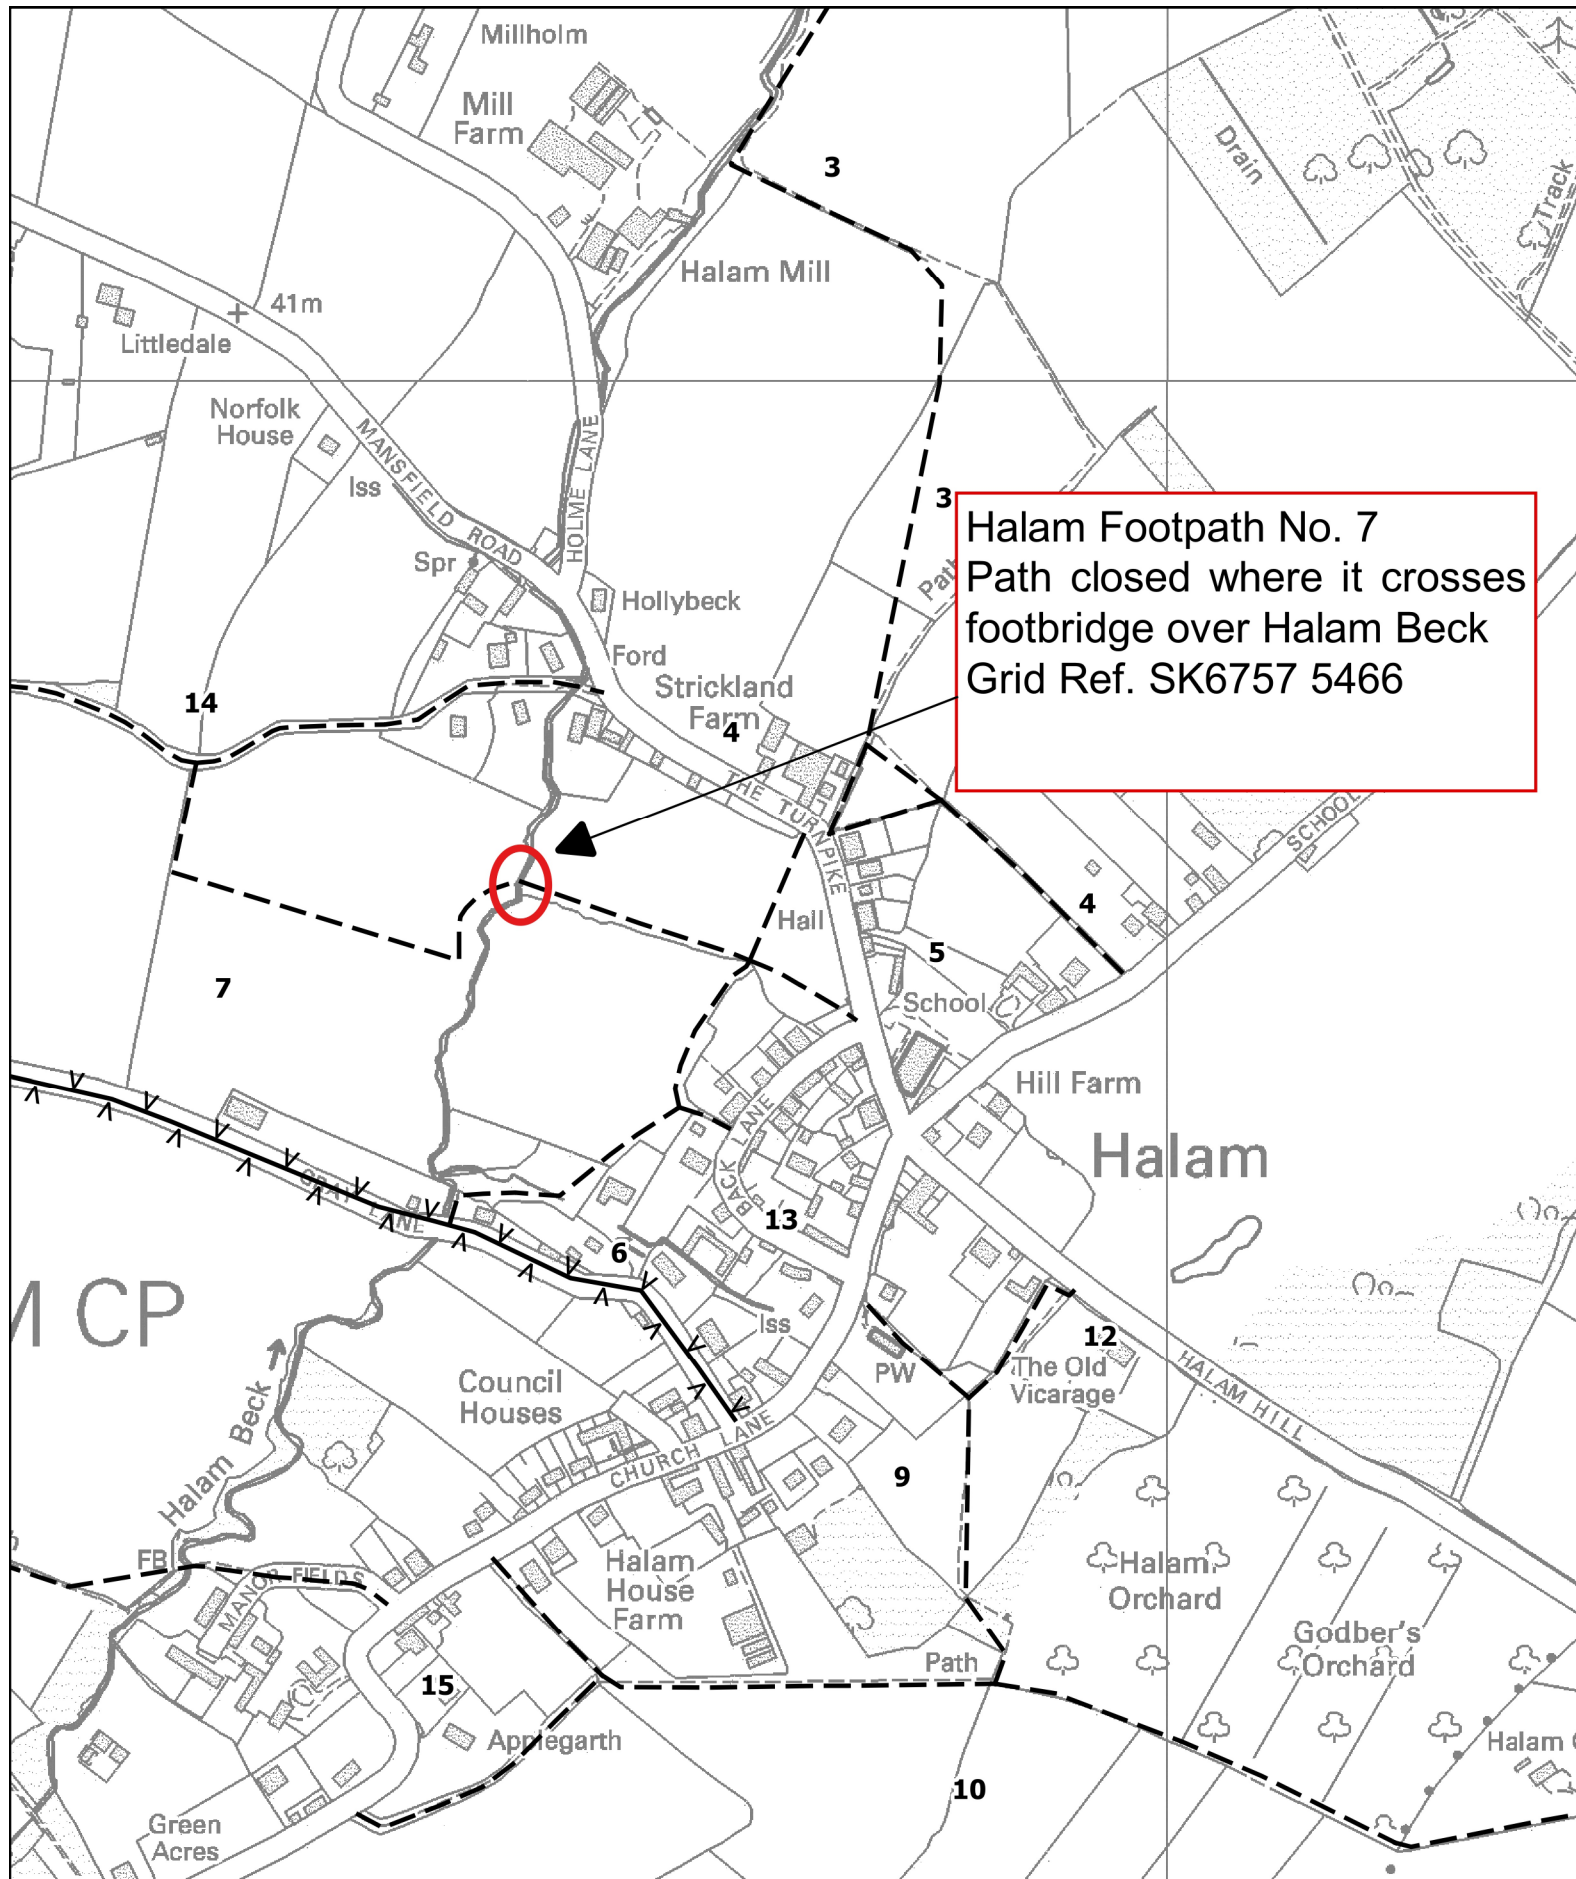 Millholm
Mill
Farm
3
Drain
Track
Halam Mill
41m
Littledale
Norfolk
House
MANSFIELD ROAD
HOLME LANE
Iss
3
Halam Footpath No. 7
Path closed where it crosses
footbridge over Halam Beck
Grid Ref. SK6757 5466
Spr
Path
Hollybeck
Ford
Strickland
Farm
14
4
THE TURNPIKE
SCHOOL
Hall
4
5
7
School
Hill Farm
Halam
BACK LANE
GRAY LANE
13
6
M CP
Iss
12
PW
The Old
Vicarage
HALAM HILL
Council
Houses
Halam Beck
CHURCH LANE
9
FB
MANOR FIELDS
Halam
House
Farm
Halam
Orchard
Godber's
Orchard
Path
15
Applegarth
Halam
10
Green
Acres